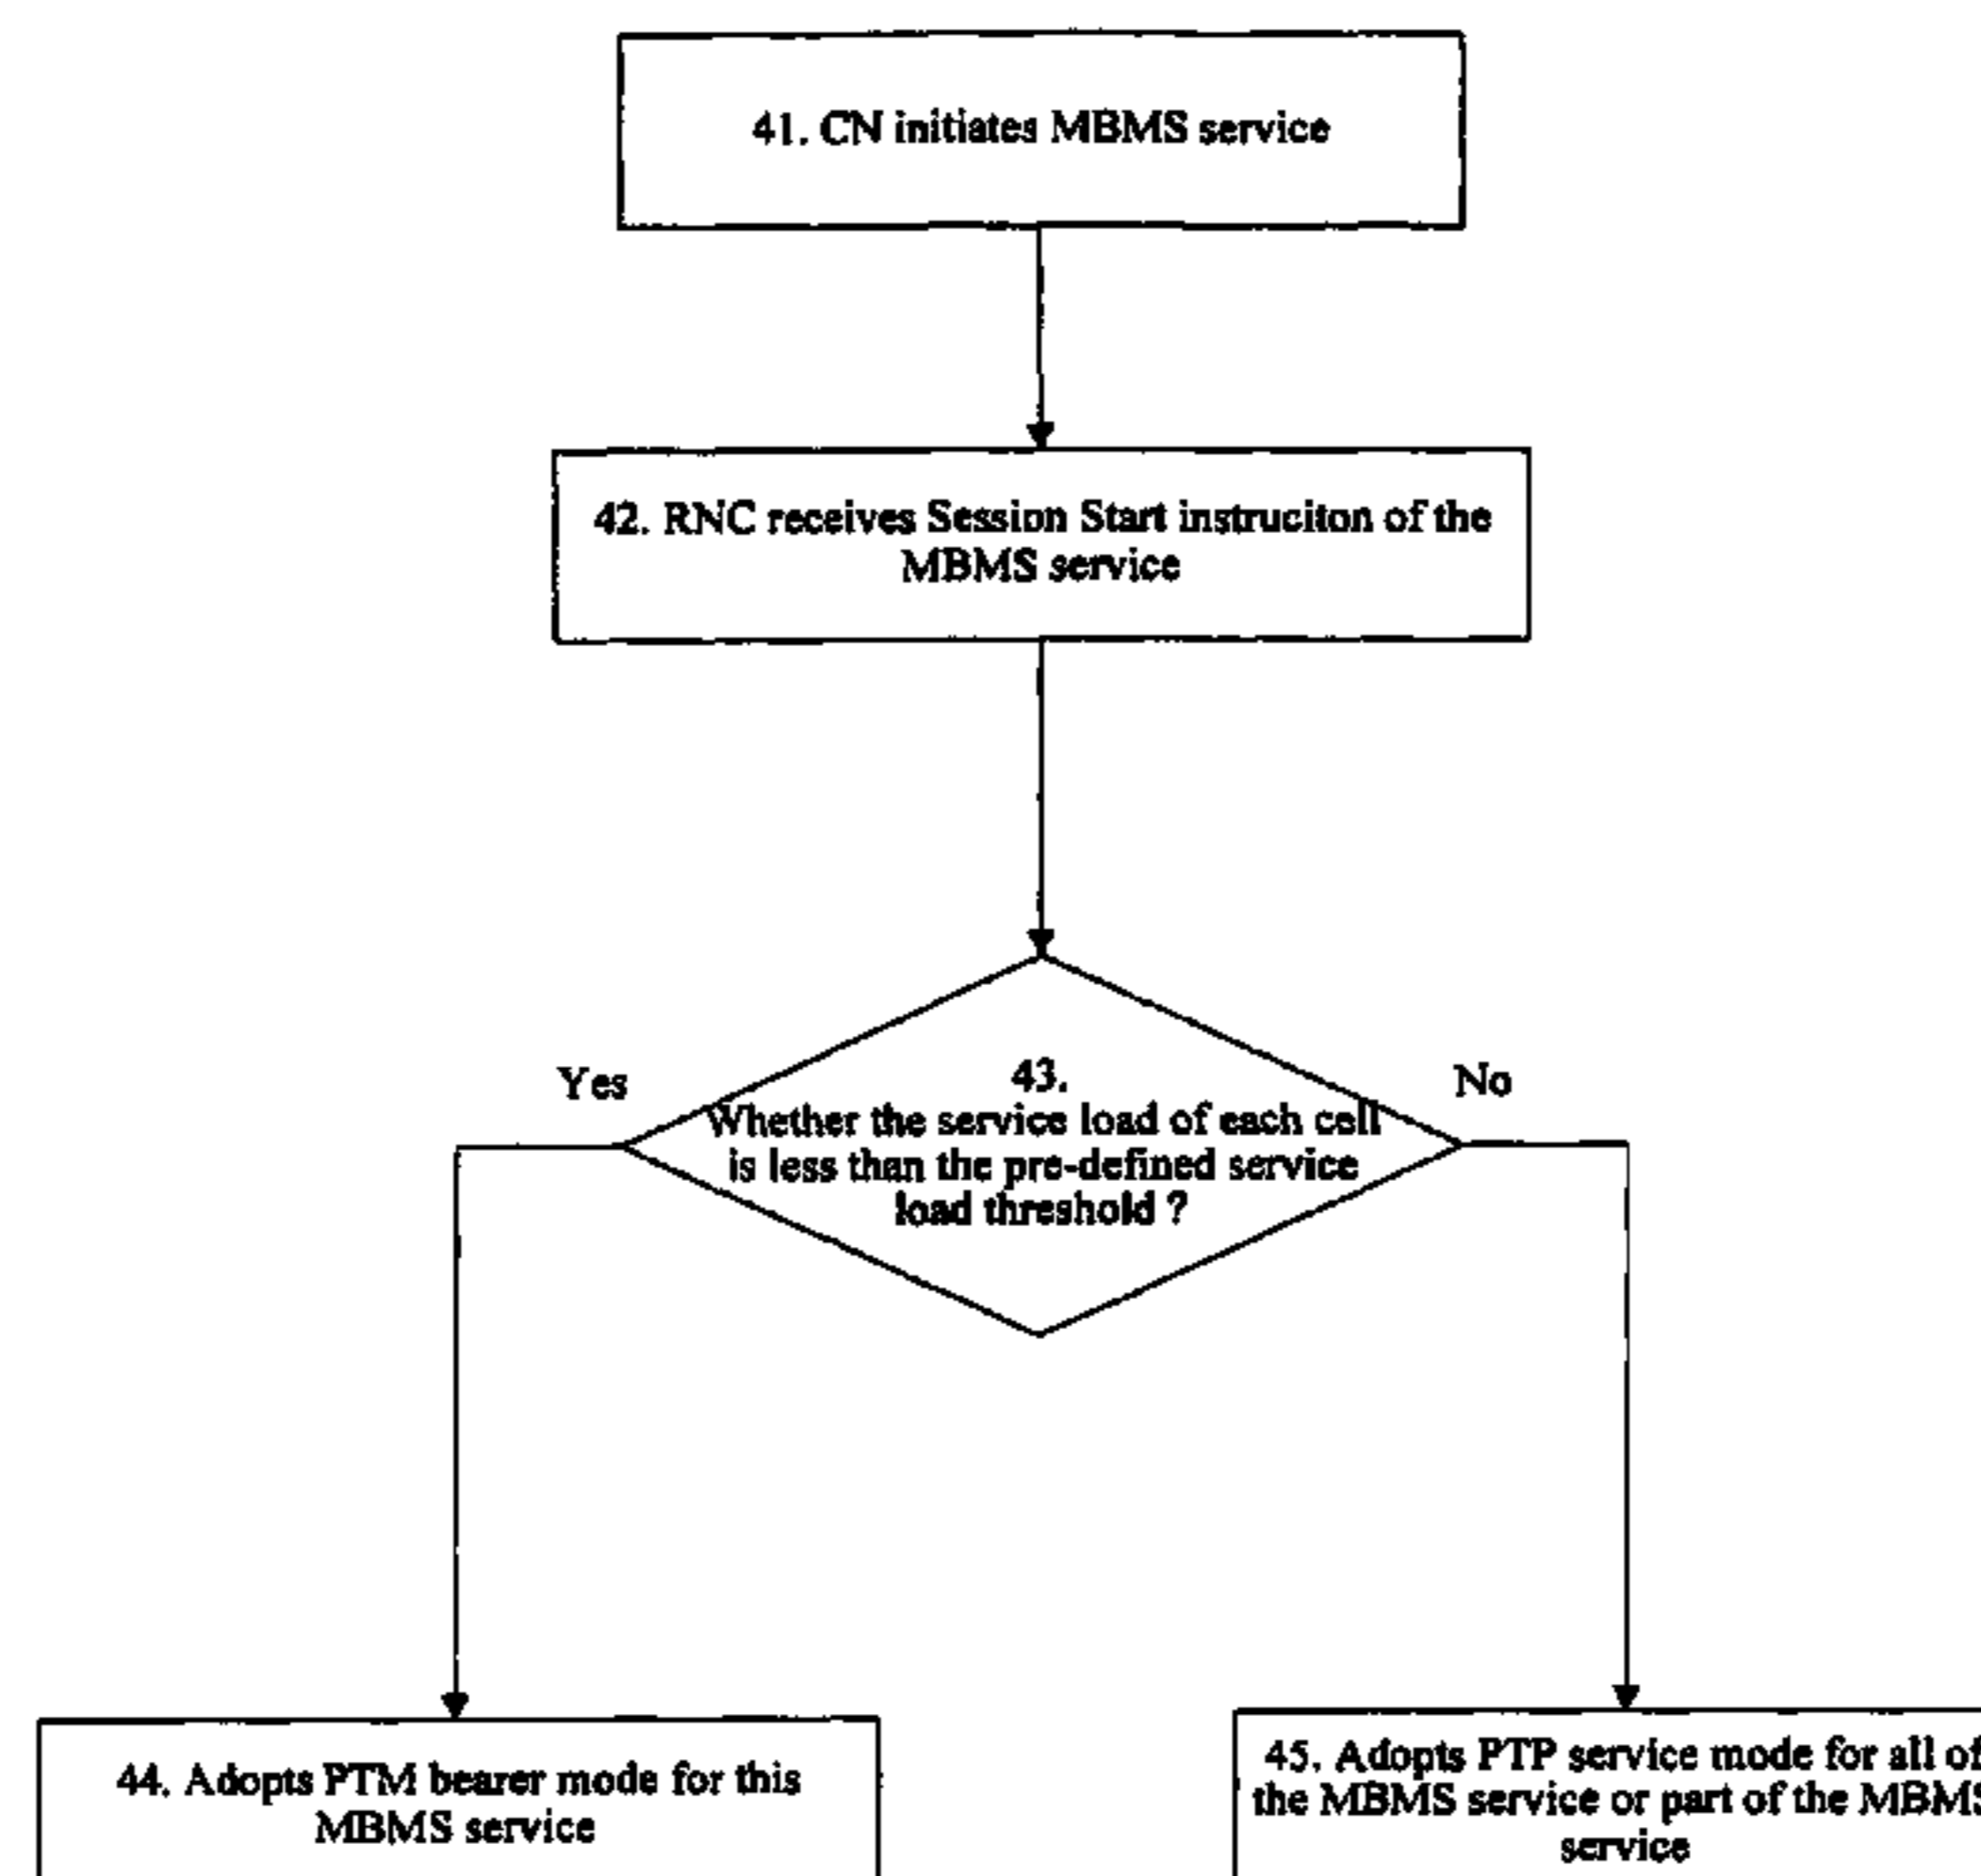 41. CN initiates MBMS service
42. RNC receives Session Start instruciton of the
MBMS service
Yes
No
43.
Whether the service load of each cell
is less than the pre-defined service
load threshold ?
44. Adopts PTM bearer mode for this
MBMS service
45. Adopts PTP service mode for all of
the MBMS service or part of the MBMS
service